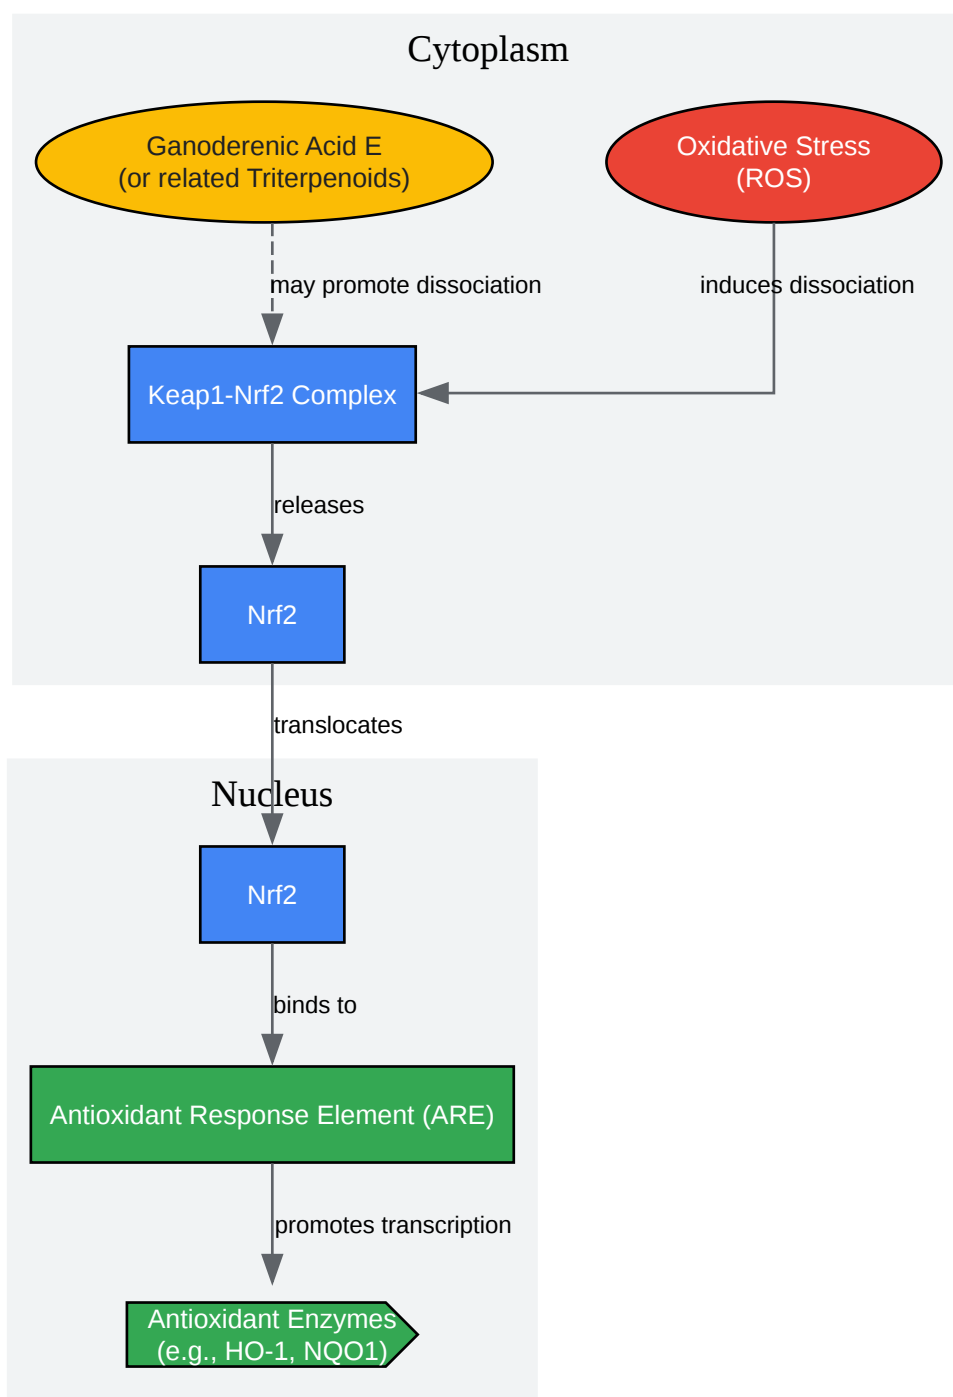 Cytoplasm
Ganoderenic Acid E
(or related Triterpenoids)
Oxidative Stress
(ROS)
may promote dissociation
induces dissociation
Keap1-Nrf2 Complex
releases
Nrf2
translocates
Nucleus
Nrf2
binds to
Antioxidant Response Element (ARE)
promotes transcription
Antioxidant Enzymes
(e.g., HO-1, NQO1)